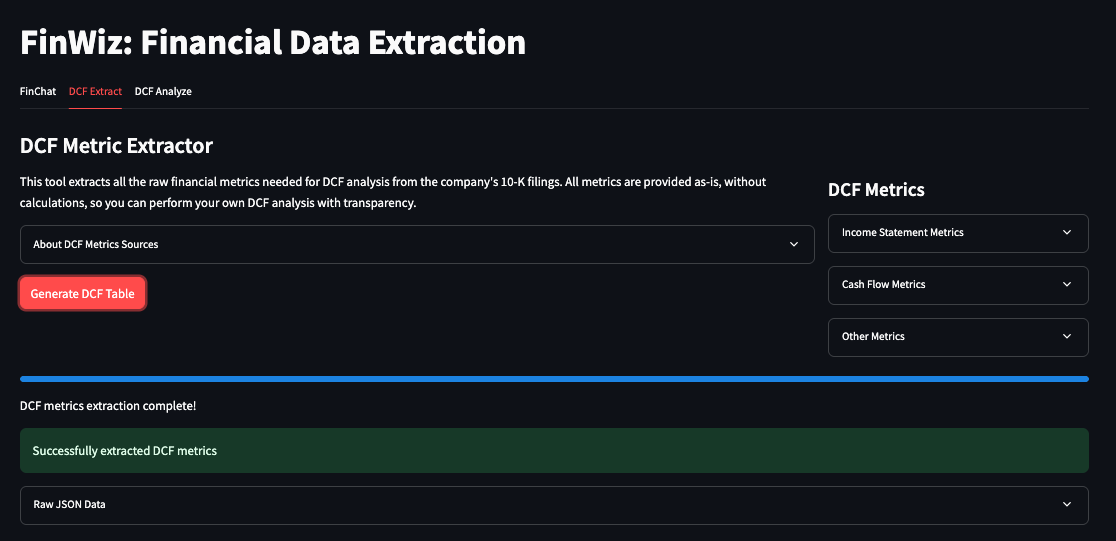 FinWiz: Financial Data Extraction
FinChat DCF Extract DCF Analyze
DCF Metric Extractor
This tool extracts all the raw financial metrics needed for DCF analysis from the company's 10-K filings. All metrics are provided as-is, without
calculations, so you can perform your own DCF analysis with transparency.
About DCF Metrics Sources
Generate DCF Table
DCF Metrics
Income Statement Metrics
Cash Flow Metrics
Other Metrics
DCF metrics extraction complete!
Successfully extracted DCF metrics
Raw JSON Data